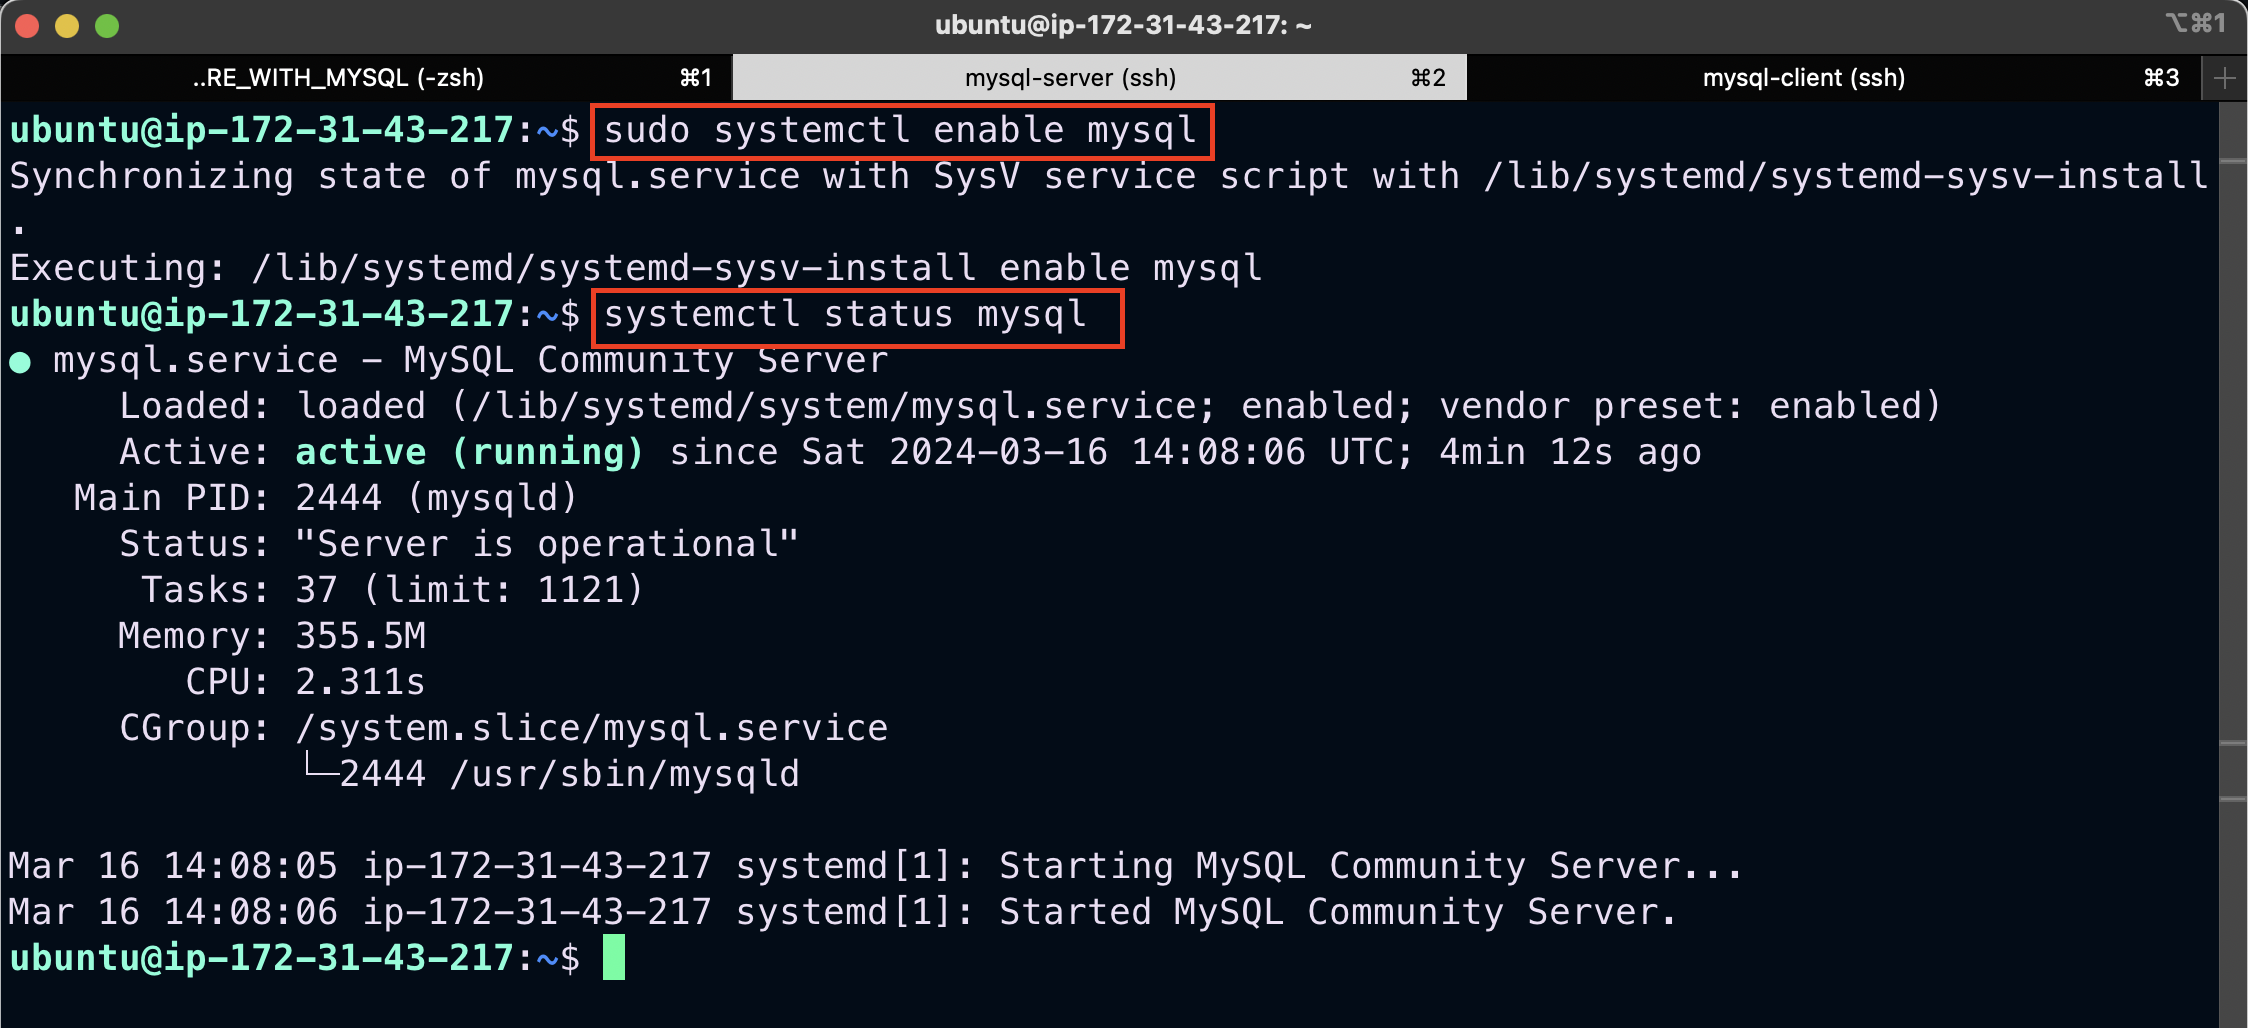 ubuntu@ip-172-31-43-217: ~
⌥⌘1
..RE_WITH_MYSQL (-zsh) ⌘1 mysql-server (ssh) ⌘2 mysql-client (ssh) ⌘3 +
ubuntu@ip-172-31-43-217:~$ sudo systemctl enable mysql
Synchronizing state of mysql.service with SysV service script with /lib/systemd/systemd-sysv-install
.
Executing: /lib/systemd/systemd-sysv-install enable mysql
ubuntu@ip-172-31-43-217:~$ systemctl status mysql
● mysql.service - MySQL Community Server
     Loaded: loaded (/lib/systemd/system/mysql.service; enabled; vendor preset: enabled)
     Active: active (running) since Sat 2024-03-16 14:08:06 UTC; 4min 12s ago
   Main PID: 2444 (mysqld)
     Status: "Server is operational"
      Tasks: 37 (limit: 1121)
     Memory: 355.5M
        CPU: 2.311s
     CGroup: /system.slice/mysql.service
             └─2444 /usr/sbin/mysqld
Mar 16 14:08:05 ip-172-31-43-217 systemd[1]: Starting MySQL Community Server...
Mar 16 14:08:06 ip-172-31-43-217 systemd[1]: Started MySQL Community Server.
ubuntu@ip-172-31-43-217:~$